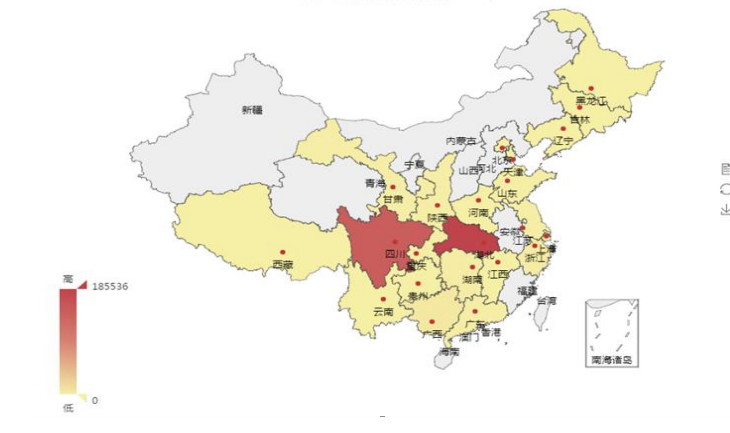 黑龙江
吉林
辽宁
新疆
内蒙古
北京
天津
宁夏
山西
河北
青海
甘肃
山东
陕西
河南
安徽
江苏
上海
四川
湖北
浙江
重庆
西藏
湖南
江西
高
185536
贵州
福建
台湾
云南
广东
广西
香港
澳门
海南
南海诸岛
0
低